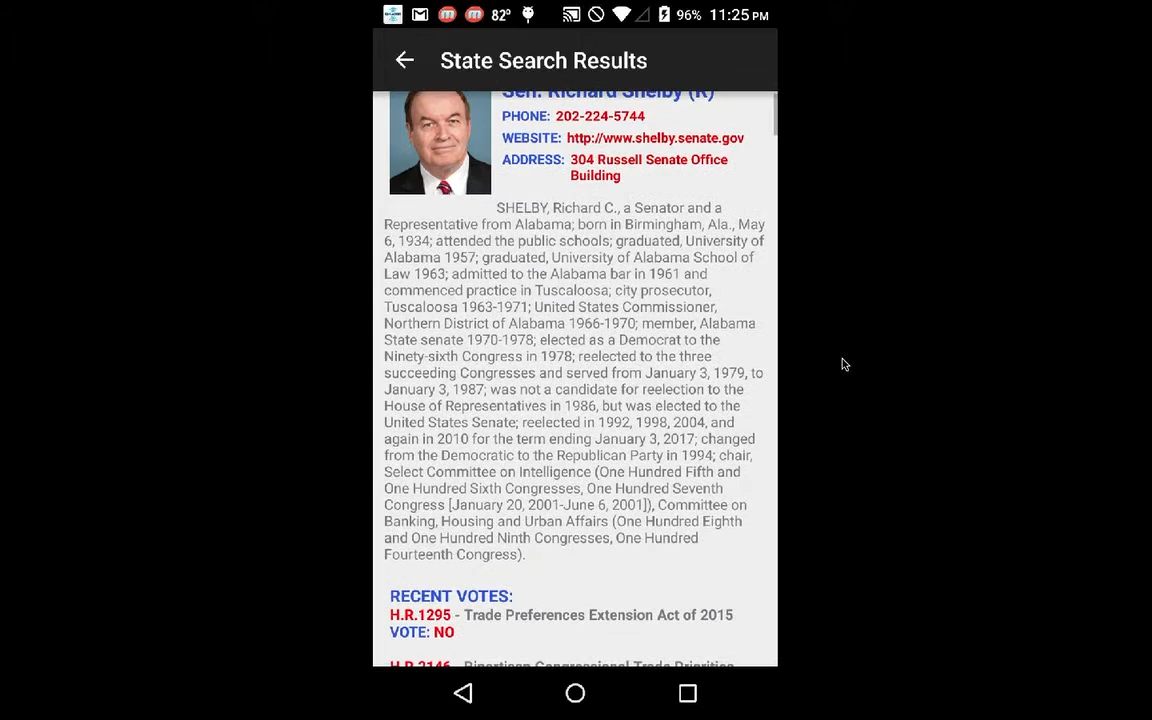 82° 96% 11:25 PM
State Search Results
Sen. Richard Shelby (R)
PHONE: 202-224-5744
WEBSITE: http://www.shelby.senate.gov
ADDRESS: 304 Russell Senate Office
Building
SHELBY, Richard C., a Senator and a
Representative from Alabama; born in Birmingham, Ala., May
6, 1934; attended the public schools; graduated, University of
Alabama 1957; graduated, University of Alabama School of
Law 1963; admitted to the Alabama bar in 1961 and
commenced practice in Tuscaloosa; city prosecutor,
Tuscaloosa 1963-1971; United States Commissioner,
Northern District of Alabama 1966-1970; member, Alabama
State senate 1970-1978; elected as a Democrat to the
Ninety-sixth Congress in 1978; reelected to the three
succeeding Congresses and served from January 3, 1979, to
January 3, 1987; was not a candidate for reelection to the
House of Representatives in 1986, but was elected to the
United States Senate; reelected in 1992, 1998, 2004, and
again in 2010 for the term ending January 3, 2017; changed
from the Democratic to the Republican Party in 1994; chair,
Select Committee on Intelligence (One Hundred Fifth and
One Hundred Sixth Congresses, One Hundred Seventh
Congress [January 20, 2001-June 6, 2001]), Committee on
Banking, Housing and Urban Affairs (One Hundred Eighth
and One Hundred Ninth Congresses, One Hundred
Fourteenth Congress).
RECENT VOTES:
H.R.1295 - Trade Preferences Extension Act of 2015
VOTE: NO
H.R.2146 - Bipartisan Congressional Trade Priorities